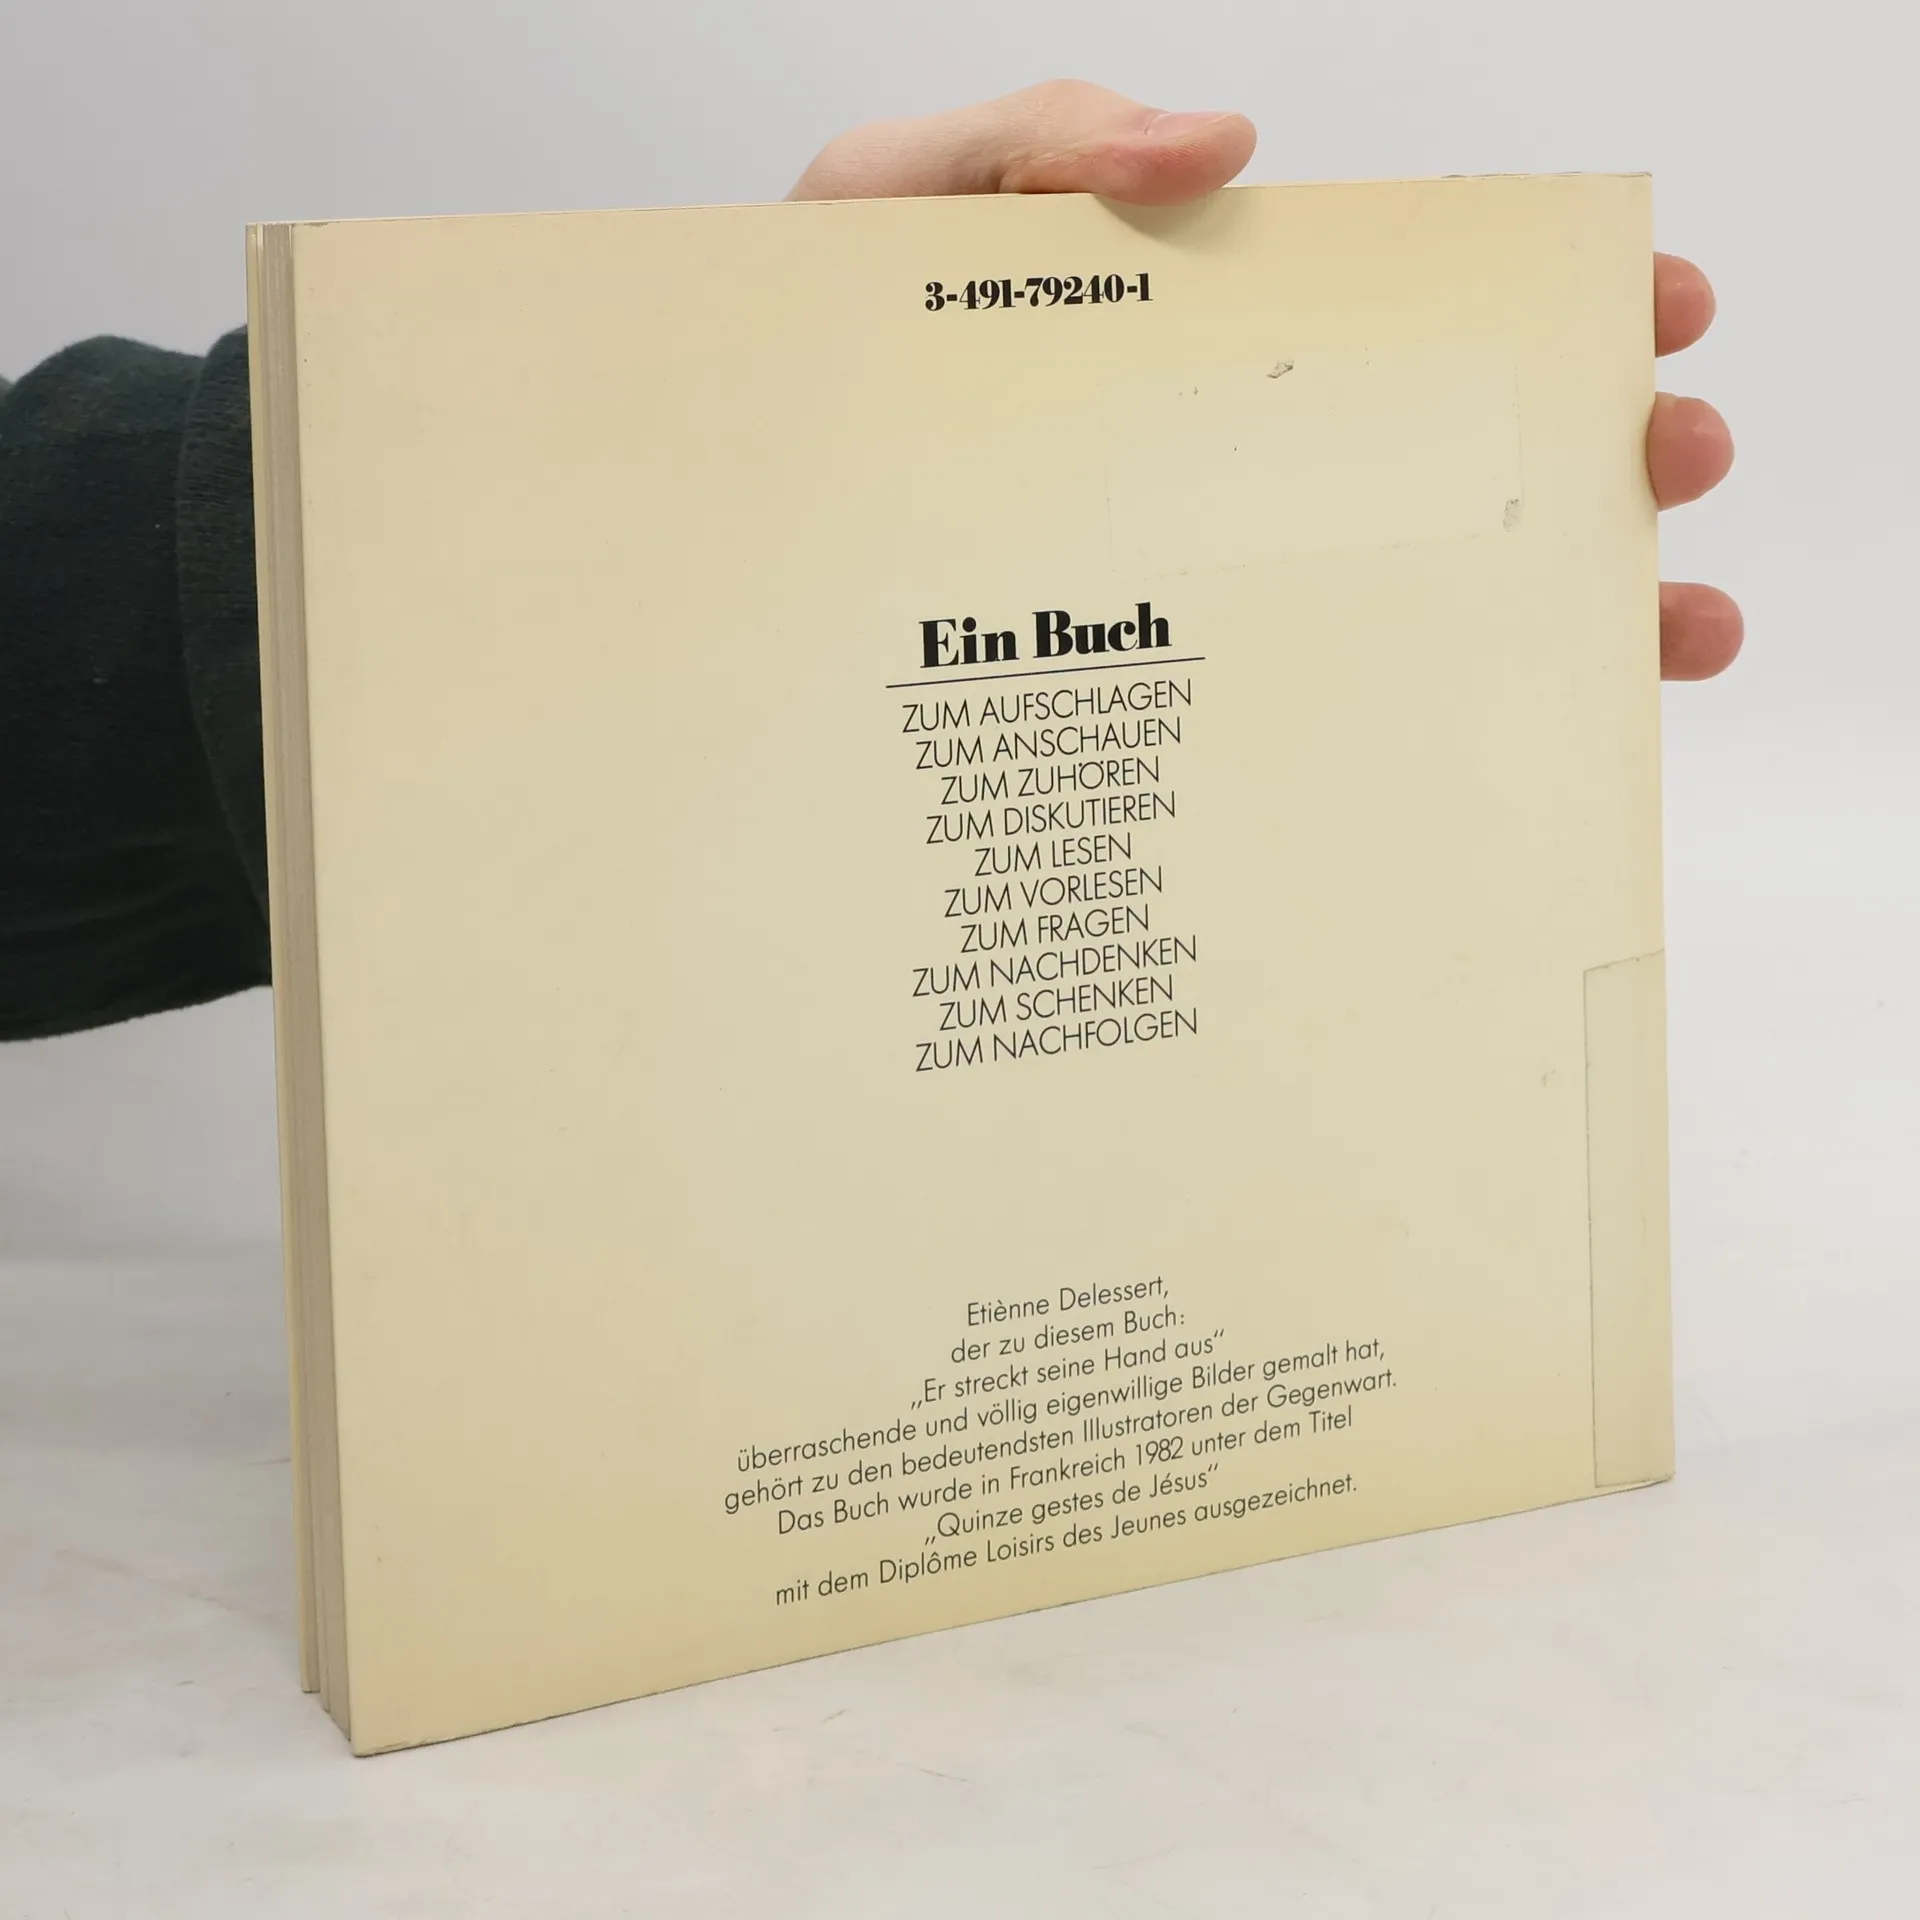 3-491-79240-1
Ein Buch
ZUM AUFSCHLAGEN
ZUM ANSCHAUEN
ZUM ZUHÖREN
ZUM DISKUTIEREN
ZUM LESEN
ZUM VORLESEN
ZUM FRAGEN
ZUM NACHDENKEN
ZUM SCHENKEN
ZUM NACHFOLGEN
Etiènne Delessert,
der zu diesem Buch:
„Er streckt seine Hand aus“
überraschende und völlig eigenwillige Bilder gemalt hat,
gehört zu den bedeutendsten Illustratoren der Gegenwart.
Das Buch wurde in Frankreich 1982 unter dem Titel
„Quinze gestes de Jésus“
mit dem Diplôme Loisirs des Jeunes ausgezeichnet.